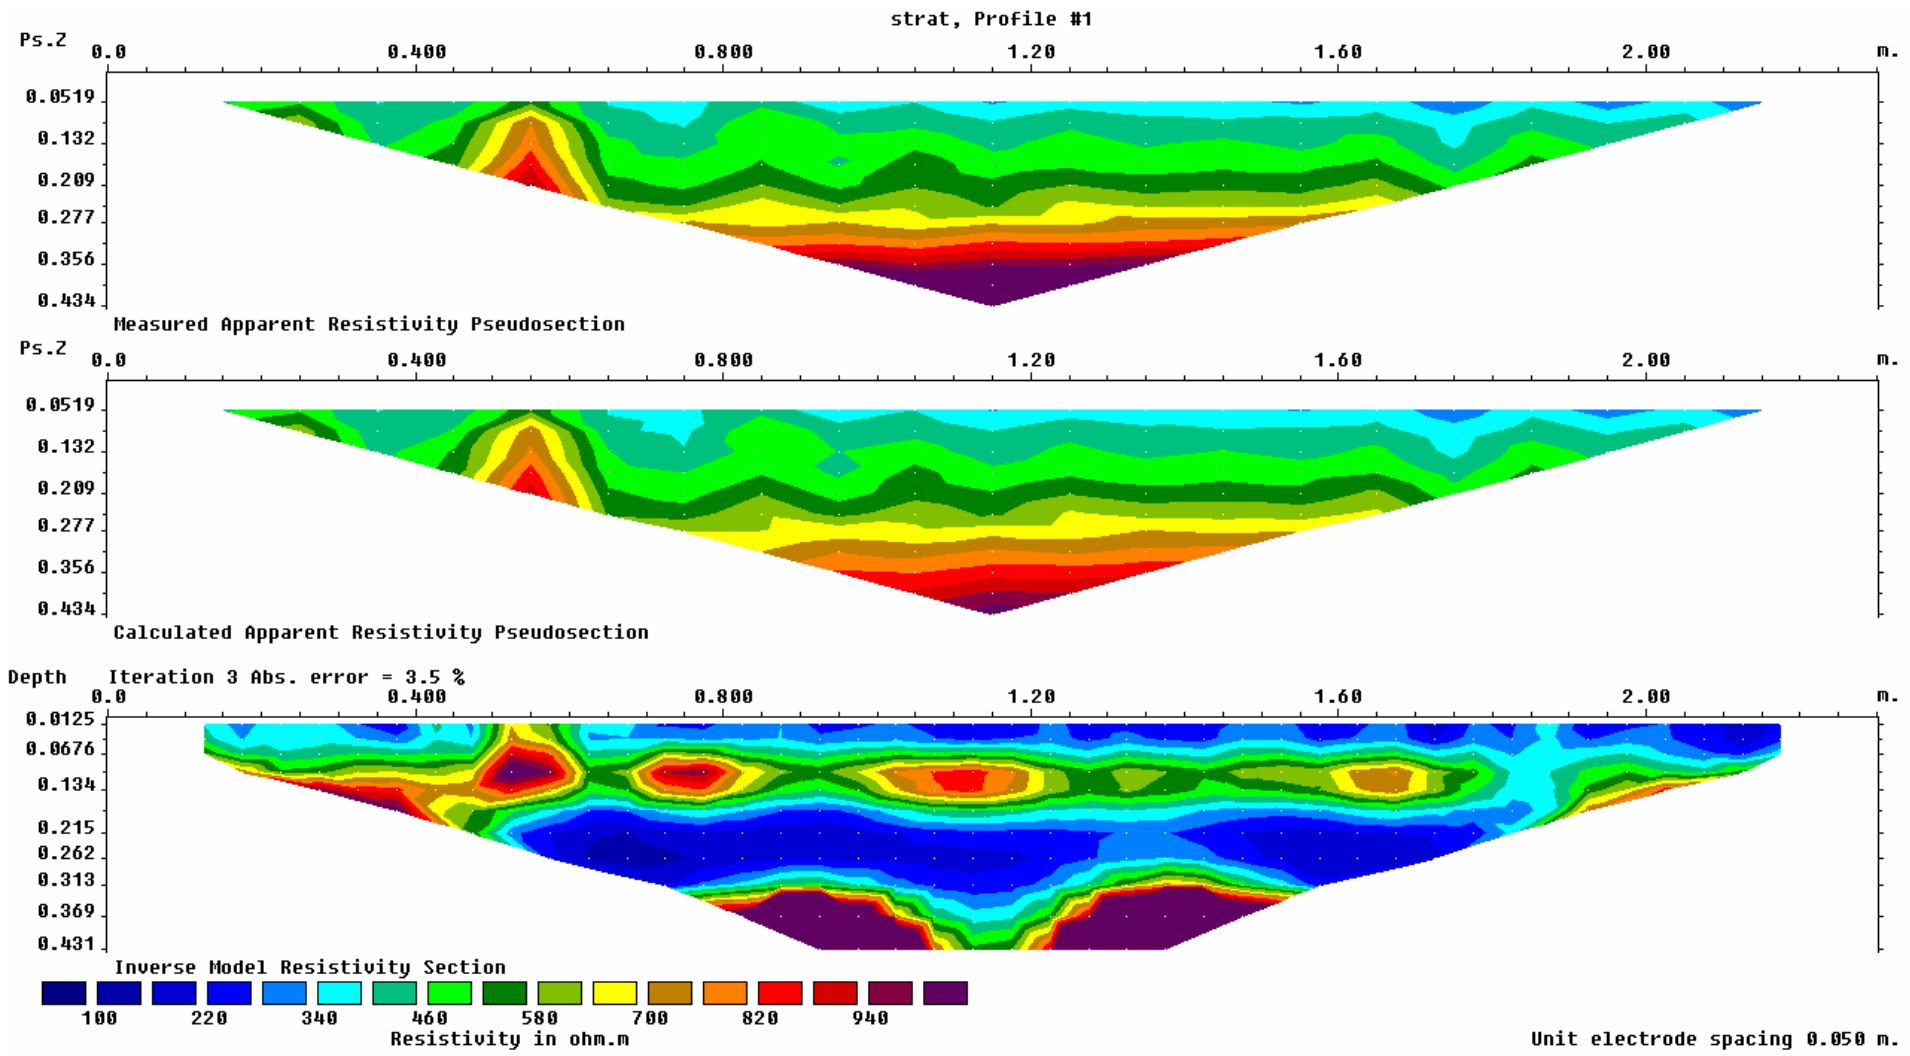 strat, Profile #1
Ps.Z 0.0 0.400 0.800 1.20 1.60 2.00 m.
0.0519
0.132
0.209
0.277
0.356
0.434
Measured Apparent Resistivity Pseudosection
Ps.Z 0.0 0.400 0.800 1.20 1.60 2.00 m.
0.0519
0.132
0.209
0.277
0.356
0.434
Calculated Apparent Resistivity Pseudosection
Depth Iteration 3 Abs. error = 3.5 %
0.0 0.400 0.800 1.20 1.60 2.00 m.
0.0125
0.0676
0.134
0.215
0.262
0.313
0.369
0.431
Inverse Model Resistivity Section
100 220 340 460 580 700 820 940
Resistivity in ohm.m
Unit electrode spacing 0.050 m.